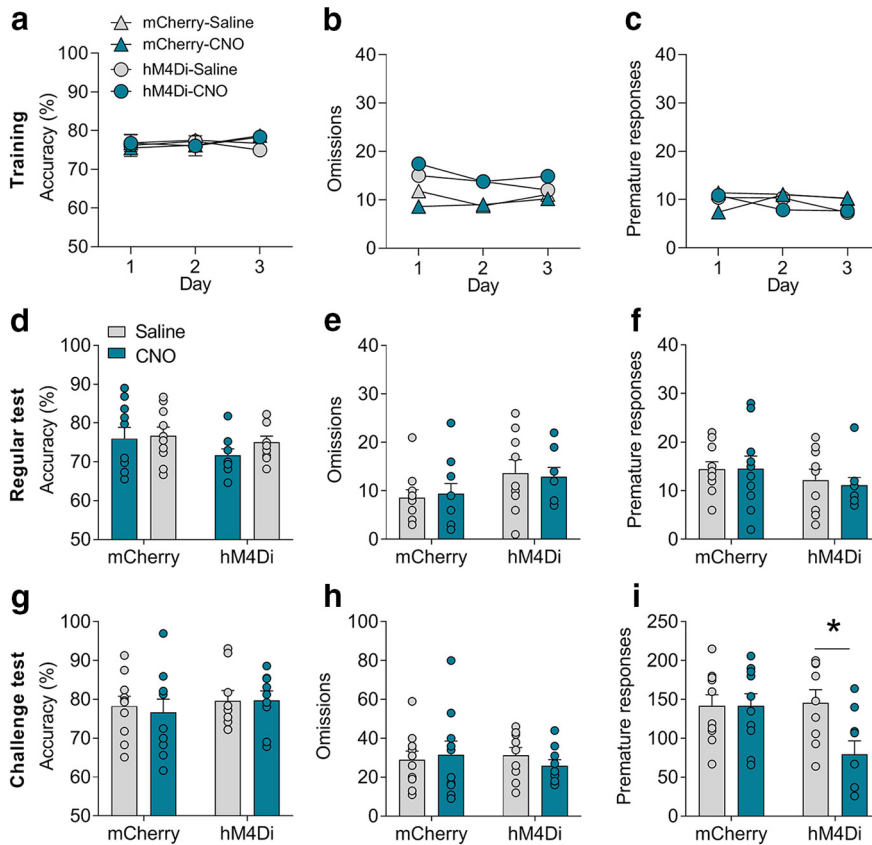 a
mCherry-Saline
mCherry-CNO
hM4Di-Saline
hM4Di-CNO
Training
Accuracy (%)
100
90
80
70
60
50
1 2 3
Day
b
Omissions
40
30
20
10
0
1 2 3
Day
c
Premature responses
40
30
20
10
0
1 2 3
Day
d
Saline
CNO
Regular test
Accuracy (%)
100
90
80
70
60
50
mCherry hM4Di
e
Omissions
40
30
20
10
0
mCherry hM4Di
f
Premature responses
40
30
20
10
0
mCherry hM4Di
g
Challenge test
Accuracy (%)
100
90
80
70
60
50
mCherry hM4Di
h
Omissions
100
80
60
40
20
0
mCherry hM4Di
i
Premature responses
250
200
150
100
50
0
*
mCherry hM4Di